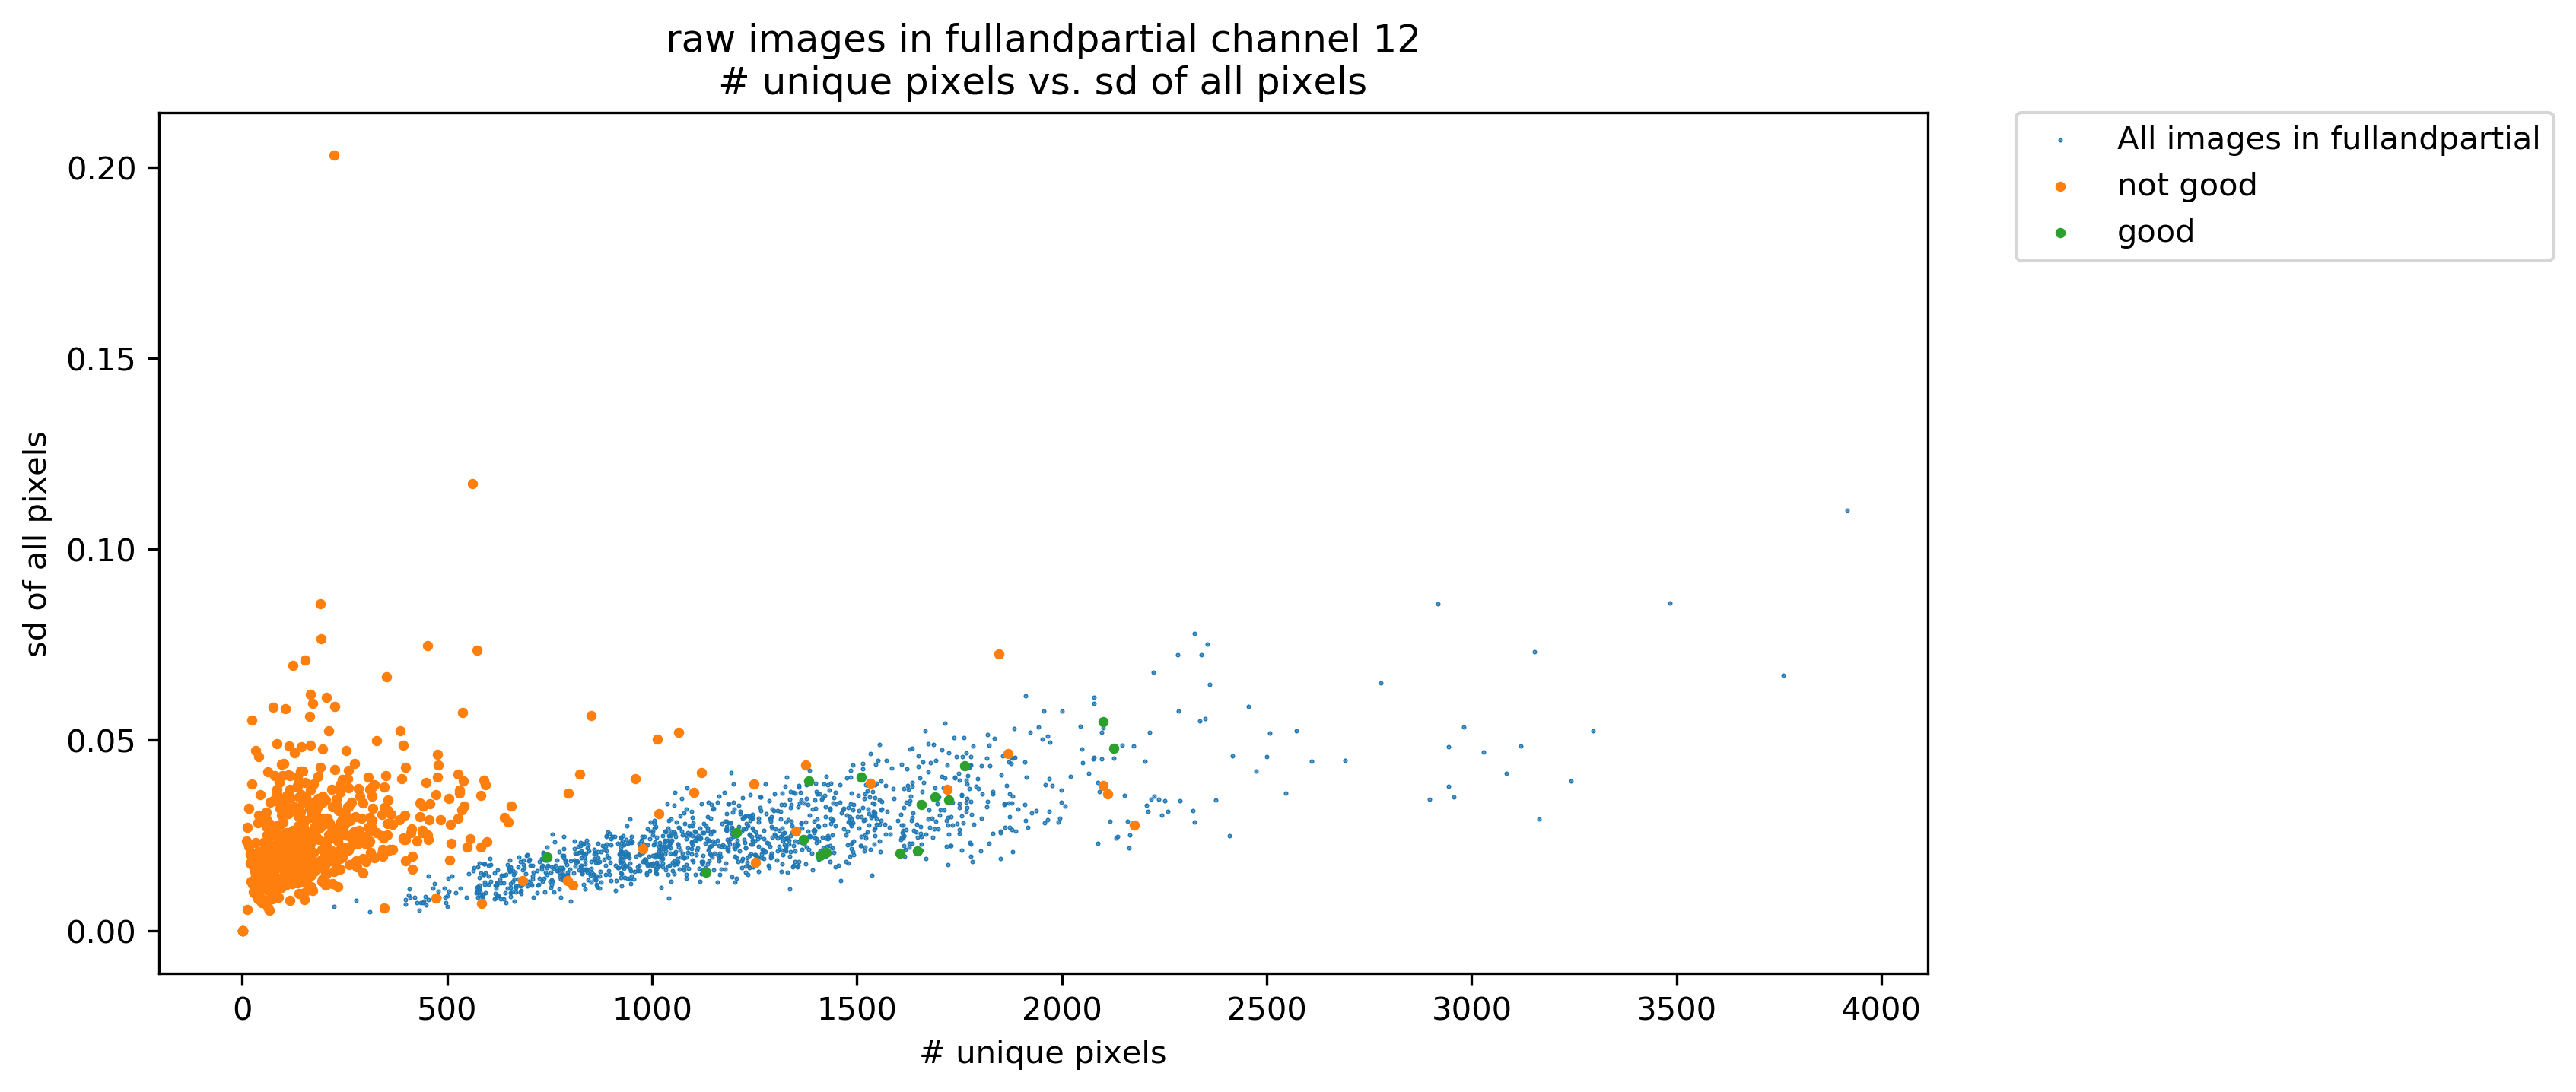 raw images in fullandpartial channel 12
# unique pixels vs. sd of all pixels
All images in fullandpartial
not good
good
sd of all pixels
0.20
0.15
0.10
0.05
0.00
0 500 1000 1500 2000 2500 3000 3500 4000
# unique pixels